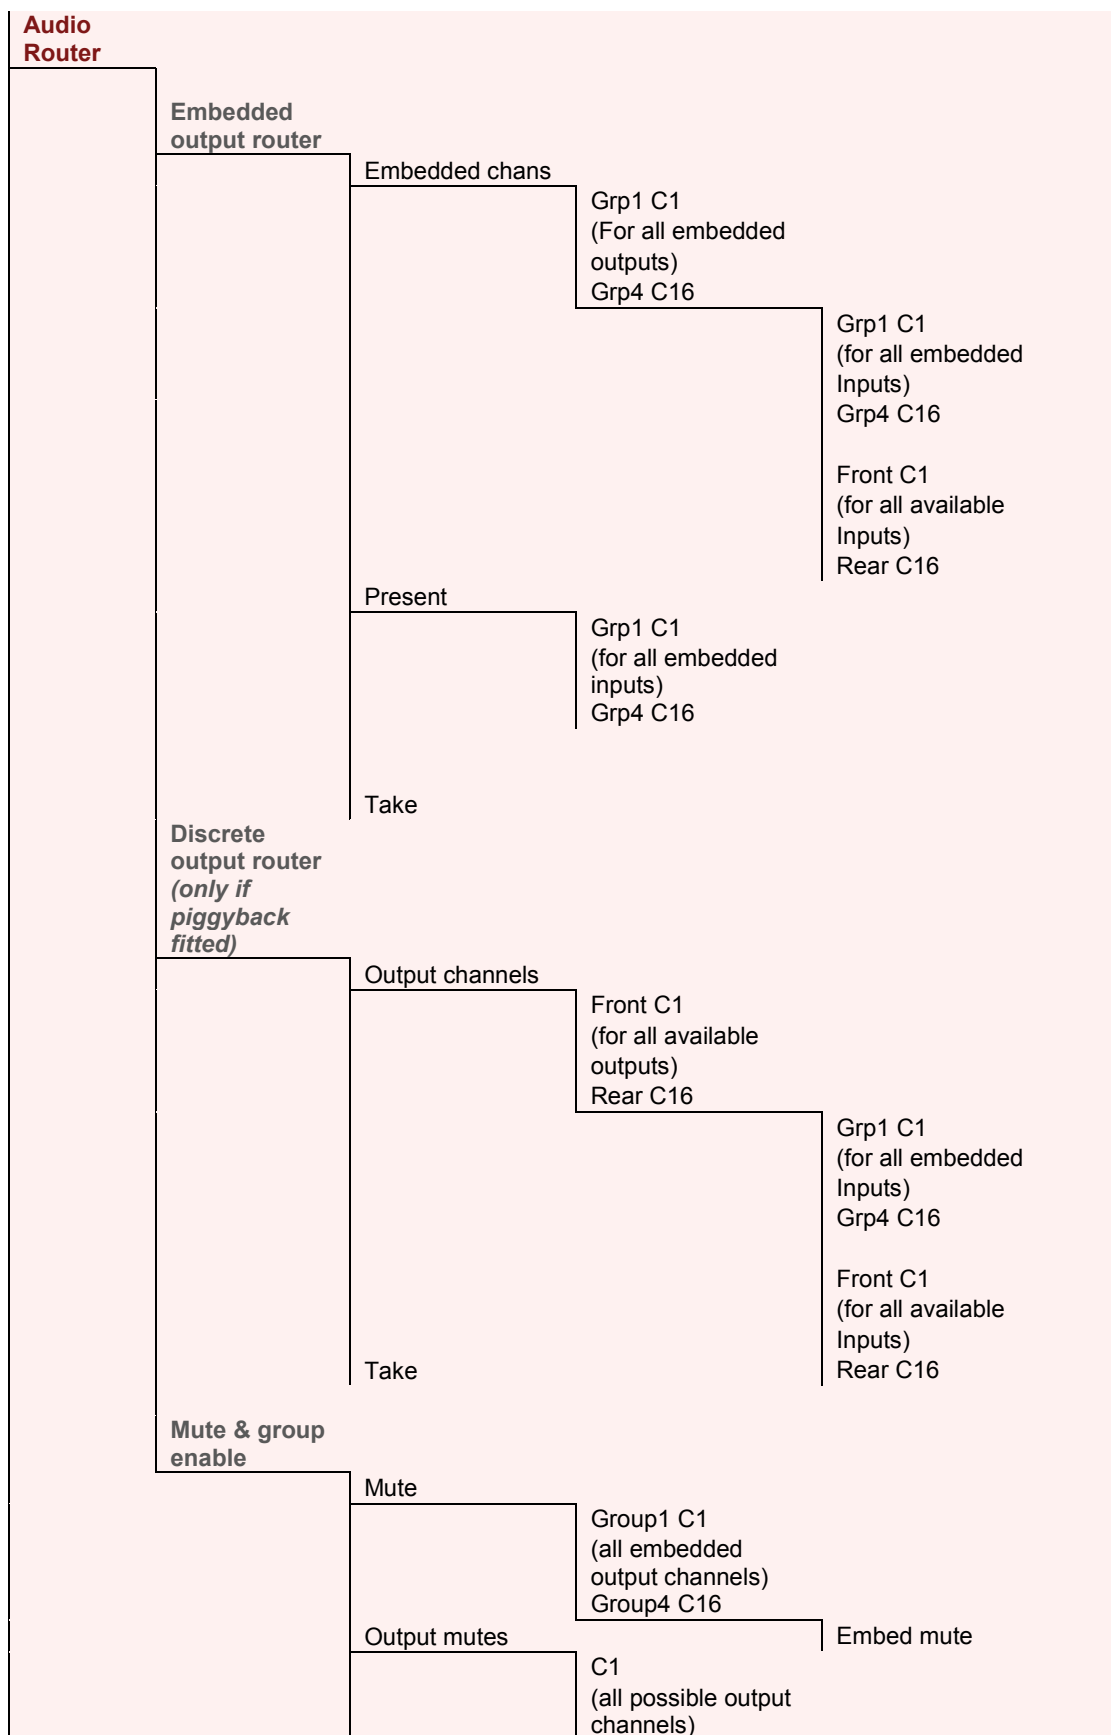 Audio
Router
Embedded
output router
Embedded chans
Grp1 C1
(For all embedded
outputs)
Grp4 C16
Grp1 C1
(for all embedded
Inputs)
Grp4 C16
Front C1
(for all available
Inputs)
Rear C16
Present
Grp1 C1
(for all embedded
inputs)
Grp4 C16
Take
Discrete
output router
(only if
piggyback
fitted)
Output channels
Front C1
(for all available
outputs)
Rear C16
Grp1 C1
(for all embedded
Inputs)
Grp4 C16
Front C1
(for all available
Inputs)
Rear C16
Take
Mute & group
enable
Mute
Group1 C1
(all embedded
output channels)
Group4 C16
Embed mute
Output mutes
C1
(all possible output
channels)